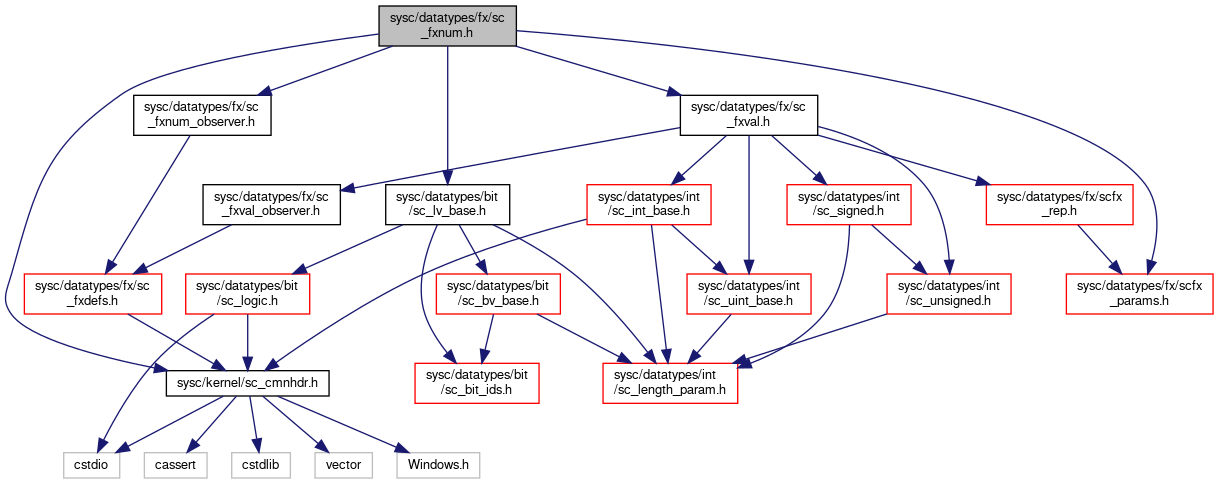 sysc/datatypes/fx/sc
_fxnum.h
sysc/datatypes/fx/sc
_fxnum_observer.h
sysc/datatypes/fx/sc
_fxval.h
sysc/datatypes/fx/sc
_fxval_observer.h
sysc/datatypes/bit
/sc_lv_base.h
sysc/datatypes/int
/sc_int_base.h
sysc/datatypes/int
/sc_signed.h
sysc/datatypes/fx/scfx
_rep.h
sysc/datatypes/fx/sc
_fxdefs.h
sysc/datatypes/bit
/sc_logic.h
sysc/datatypes/bit
/sc_bv_base.h
sysc/datatypes/int
/sc_uint_base.h
sysc/datatypes/int
/sc_unsigned.h
sysc/datatypes/fx/scfx
_params.h
sysc/kernel/sc_cmnhdr.h
sysc/datatypes/bit
/sc_bit_ids.h
sysc/datatypes/int
/sc_length_param.h
cstdio
cassert
cstdlib
vector
Windows.h